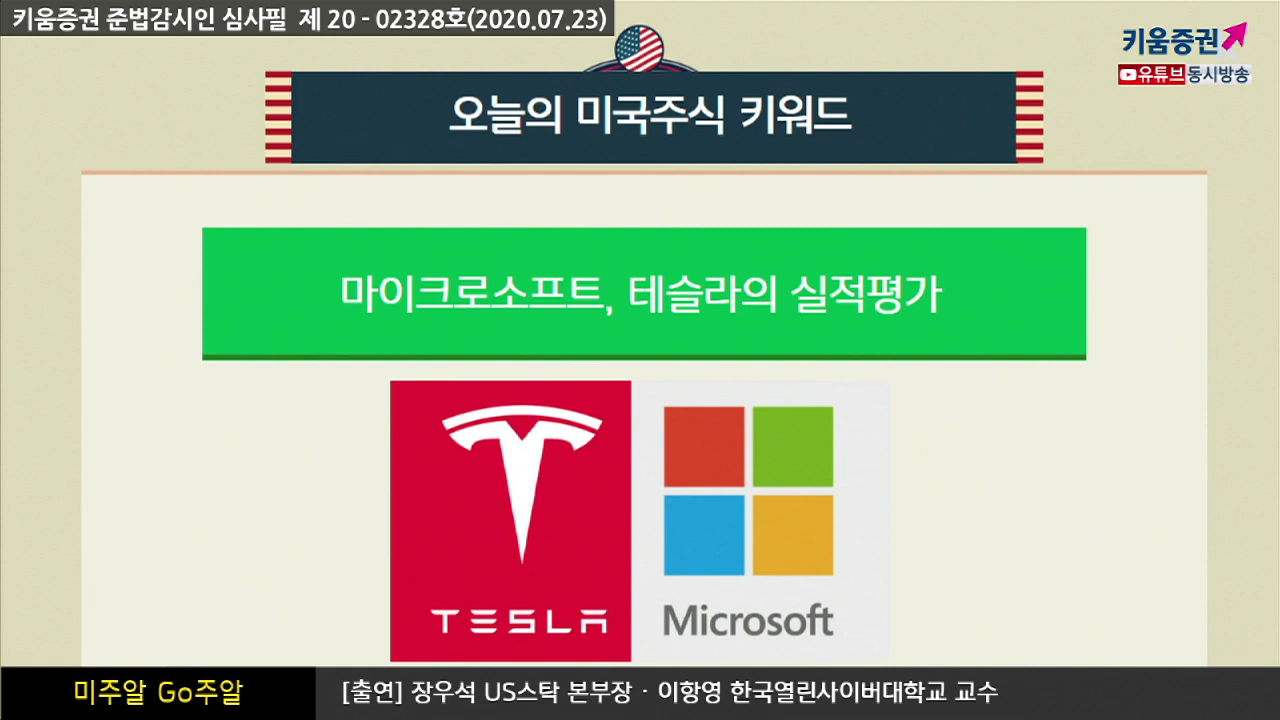 키움증권 준법감시인 심사필 제 20 - 02328호(2020.07.23)
키움증권
유튜브동시방송
오늘의 미국주식 키워드
마이크로소프트, 테슬라의 실적평가
TESLA
Microsoft
미주알 Go주알
[출연] 장우석 US스탁 본부장 · 이항영 한국열린사이버대학교 교수